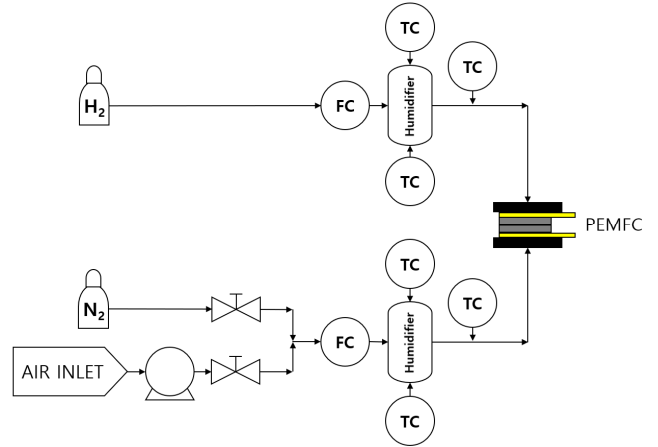 TC
TC
H2
FC
Humidifier
TC
PEMFC
TC
N2
TC
FC
Humidifier
AIR INLET
TC